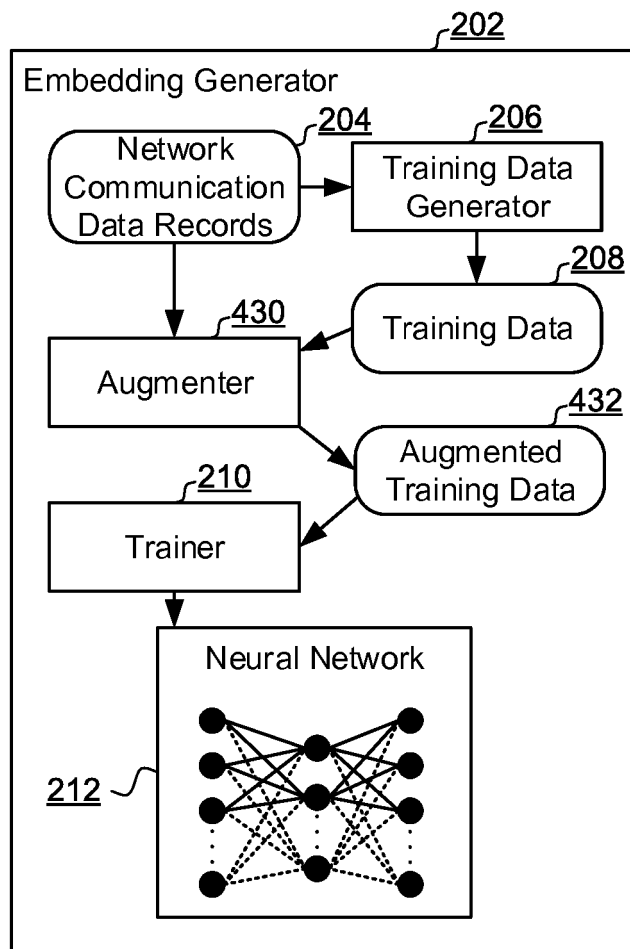 202
Embedding Generator
204
206
Network
Communication
Data Records
Training Data
Generator
208
430
Training Data
Augmenter
432
Augmented
Training Data
210
Trainer
Neural Network
212